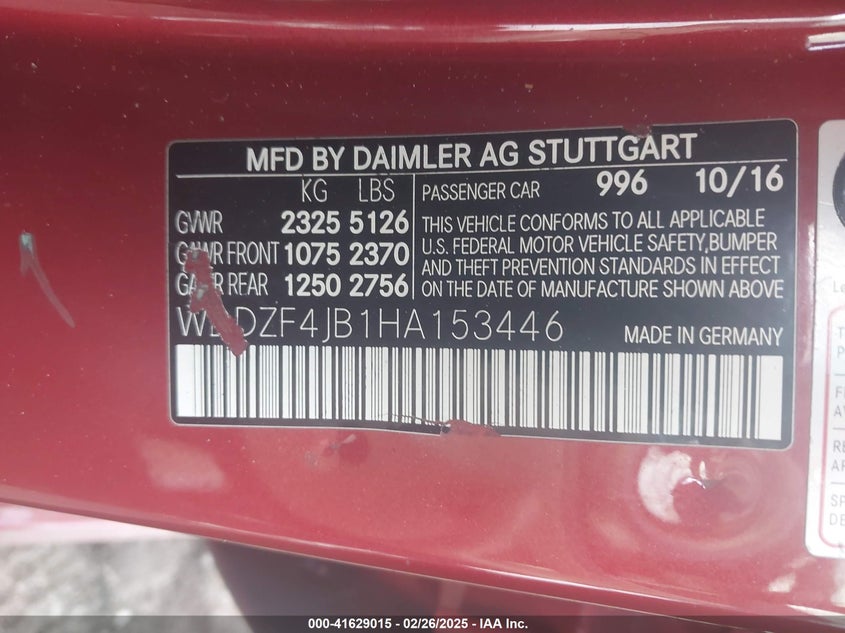 MFD BY DAIMLER AG STUTTGART
KG LBS
GVWR 2325 5126
GAWR FRONT 1075 2370
GAWR REAR 1250 2756
PASSENGER CAR 996 10/16
THIS VEHICLE CONFORMS TO ALL APPLICABLE
U.S. FEDERAL MOTOR VEHICLE SAFETY, BUMPER
AND THEFT PREVENTION STANDARDS IN EFFECT
ON THE DATE OF MANUFACTURE SHOWN ABOVE
MADE IN GERMANY
000-41629015 - 02/26/2025 - IAA Inc.